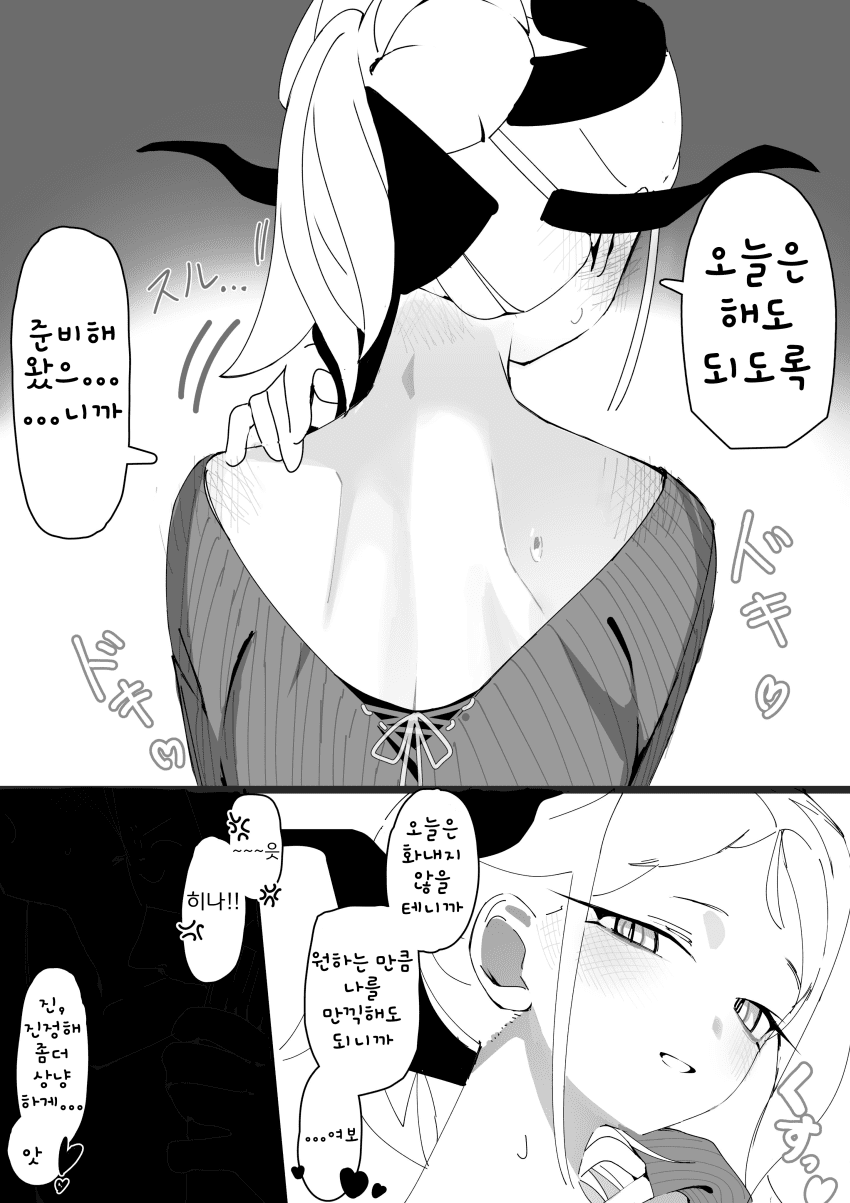 오늘은
해도
되도록
준비해
왔으...
...니까
スル...
ドキ
ドキ
오늘은
화내지
않을
테니까
원하는 만큼
나를
만끽해도
되니까
...여보
くすっ
~~~읏
히나!!
진,
진정해
좀더
상냥
하게...
앗